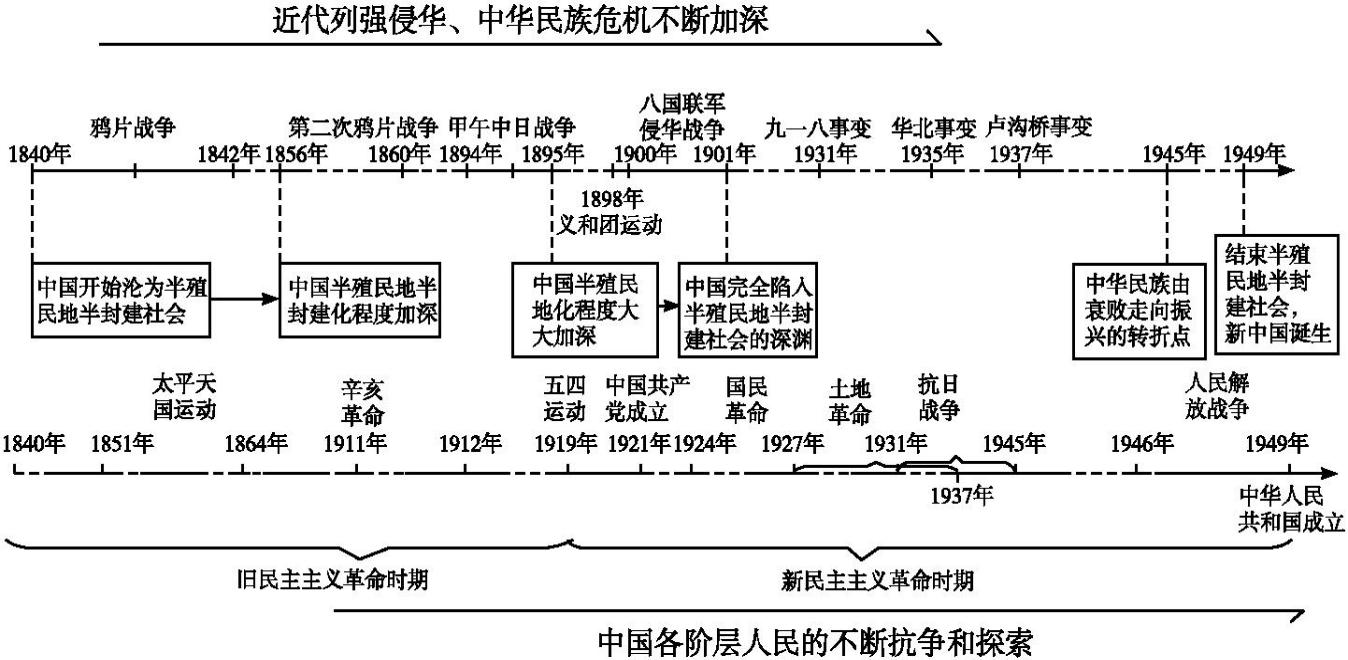 近代列强侵华、中华民族危机不断加深
八国联军
鸦片战争 第二次鸦片战争 甲午中日战争 侵华战争 九一八事变 华北事变 卢沟桥事变
1840年 1842年 1856年 1860年 1894年 1895年 1900年 1901年 1931年 1935年 1937年 1945年 1949年
1898年
义和团运动
中国开始沦为半殖
民地半封建社会
中国半殖民地半
封建化程度加深
中国半殖民
地化程度大
大加深
中国完全陷入
半殖民地半封
建社会的深渊
中华民族由
衰败走向振
兴的转折点
结束半殖
民地半封
建社会，
新中国诞生
太平天
国运动
辛亥
革命
五四
运动
中国共产
党成立
国民
革命
土地
革命
抗日
战争
人民解
放战争
1840年 1851年 1864年 1911年 1912年 1919年 1921年 1924年 1927年 1931年 1945年 1946年 1949年
1937年
中华人民
共和国成立
旧民主主义革命时期 新民主主义革命时期
中国各阶层人民的不断抗争和探索